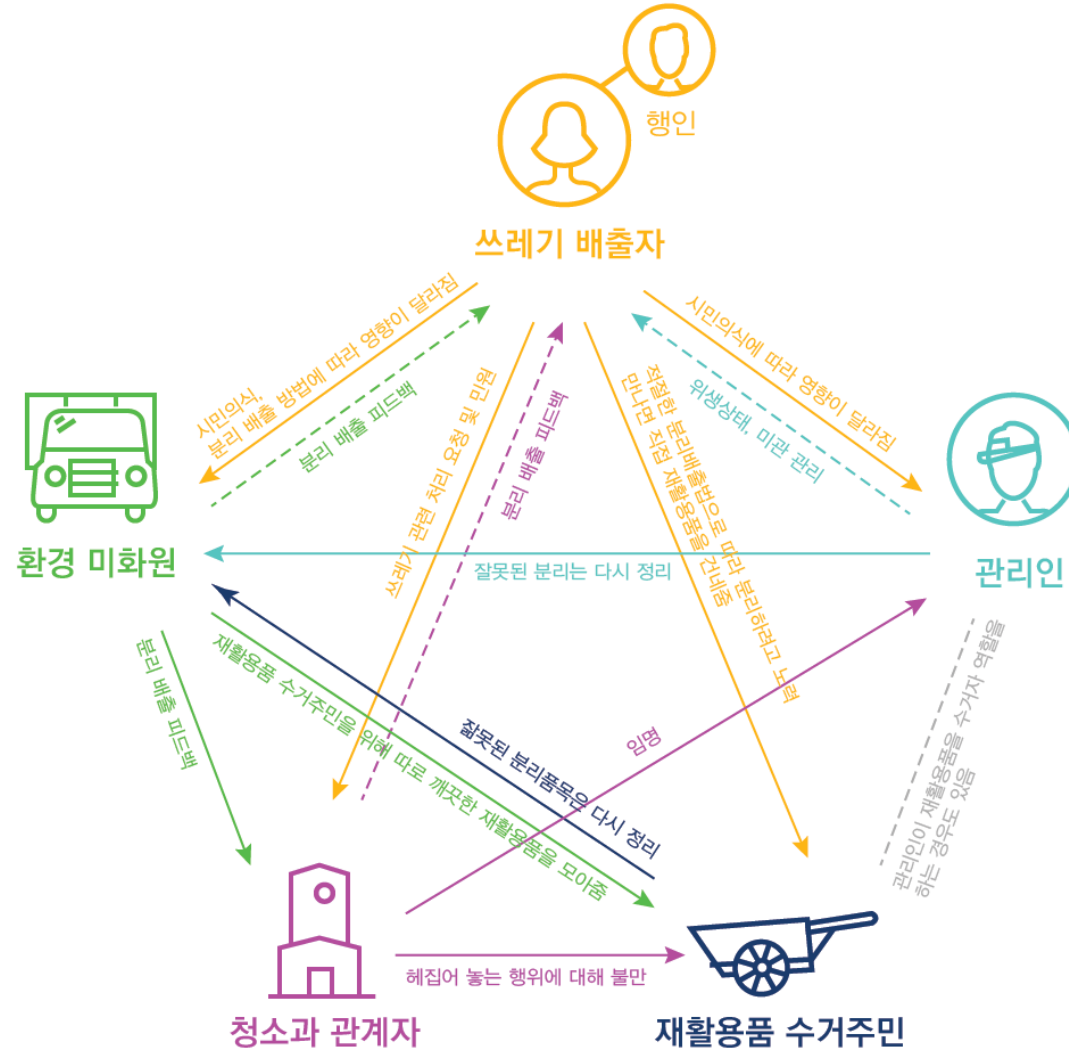 행인
쓰레기 배출자
시민의식,
분리 배출 방법에 따라 영향이 달라짐
분리 배출 피드백
쓰레기 관련 처리 요청 및 민원
분리 배출 피드백
적절한 분리배출법으로 따라 분리하려고 노력
만나면 직접 재활용품을 건네줌
시민의식에 따라 영향이 달라짐
위생상태, 미관 관리
환경 미화원
관리인
잘못된 분리는 다시 정리
분리 배출 피드백
재활용품 수거주민을 위해 따로 깨끗한 재활용품을 모아줌
잚못된 분리품목은 다시 정리
임명
관리인이 재활용품을 수거자 역할을
하는 경우도 있음
헤집어 놓는 행위에 대해 불만
청소과 관계자
재활용품 수거주민